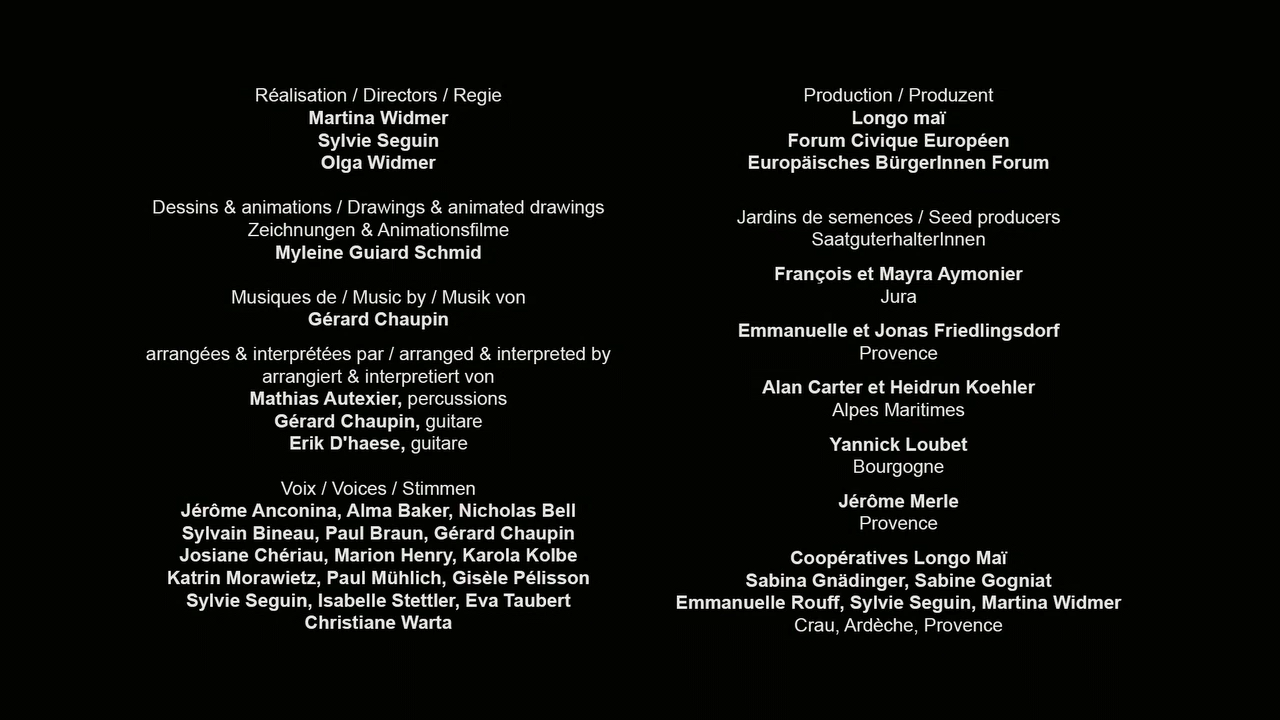 Réalisation / Directors / Regie
Martina Widmer
Sylvie Seguin
Olga Widmer
Dessins & animations / Drawings & animated drawings
Zeichnungen & Animationsfilme
Myleine Guiard Schmid
Musiques de / Music by / Musik von
Gérard Chaupin
arrangées & interprétées par / arranged & interpreted by
arrangiert & interpretiert von
Mathias Autexier, percussions
Gérard Chaupin, guitare
Erik D'haese, guitare
Voix / Voices / Stimmen
Jérôme Anconina, Alma Baker, Nicholas Bell
Sylvain Bineau, Paul Braun, Gérard Chaupin
Josiane Chériau, Marion Henry, Karola Kolbe
Katrin Morawietz, Paul Mühlich, Gisèle Pélisson
Sylvie Seguin, Isabelle Stettler, Eva Taubert
Christiane Warta
Production / Produzent
Longo maï
Forum Civique Européen
Europäisches BürgerInnen Forum
Jardins de semences / Seed producers
SaatguterhalterInnen
François et Mayra Aymonier
Jura
Emmanuelle et Jonas Friedlingsdorf
Provence
Alan Carter et Heidrun Koehler
Alpes Maritimes
Yannick Loubet
Bourgogne
Jérôme Merle
Provence
Coopératives Longo Maï
Sabina Gnädinger, Sabine Gogniat
Emmanuelle Rouff, Sylvie Seguin, Martina Widmer
Crau, Ardèche, Provence